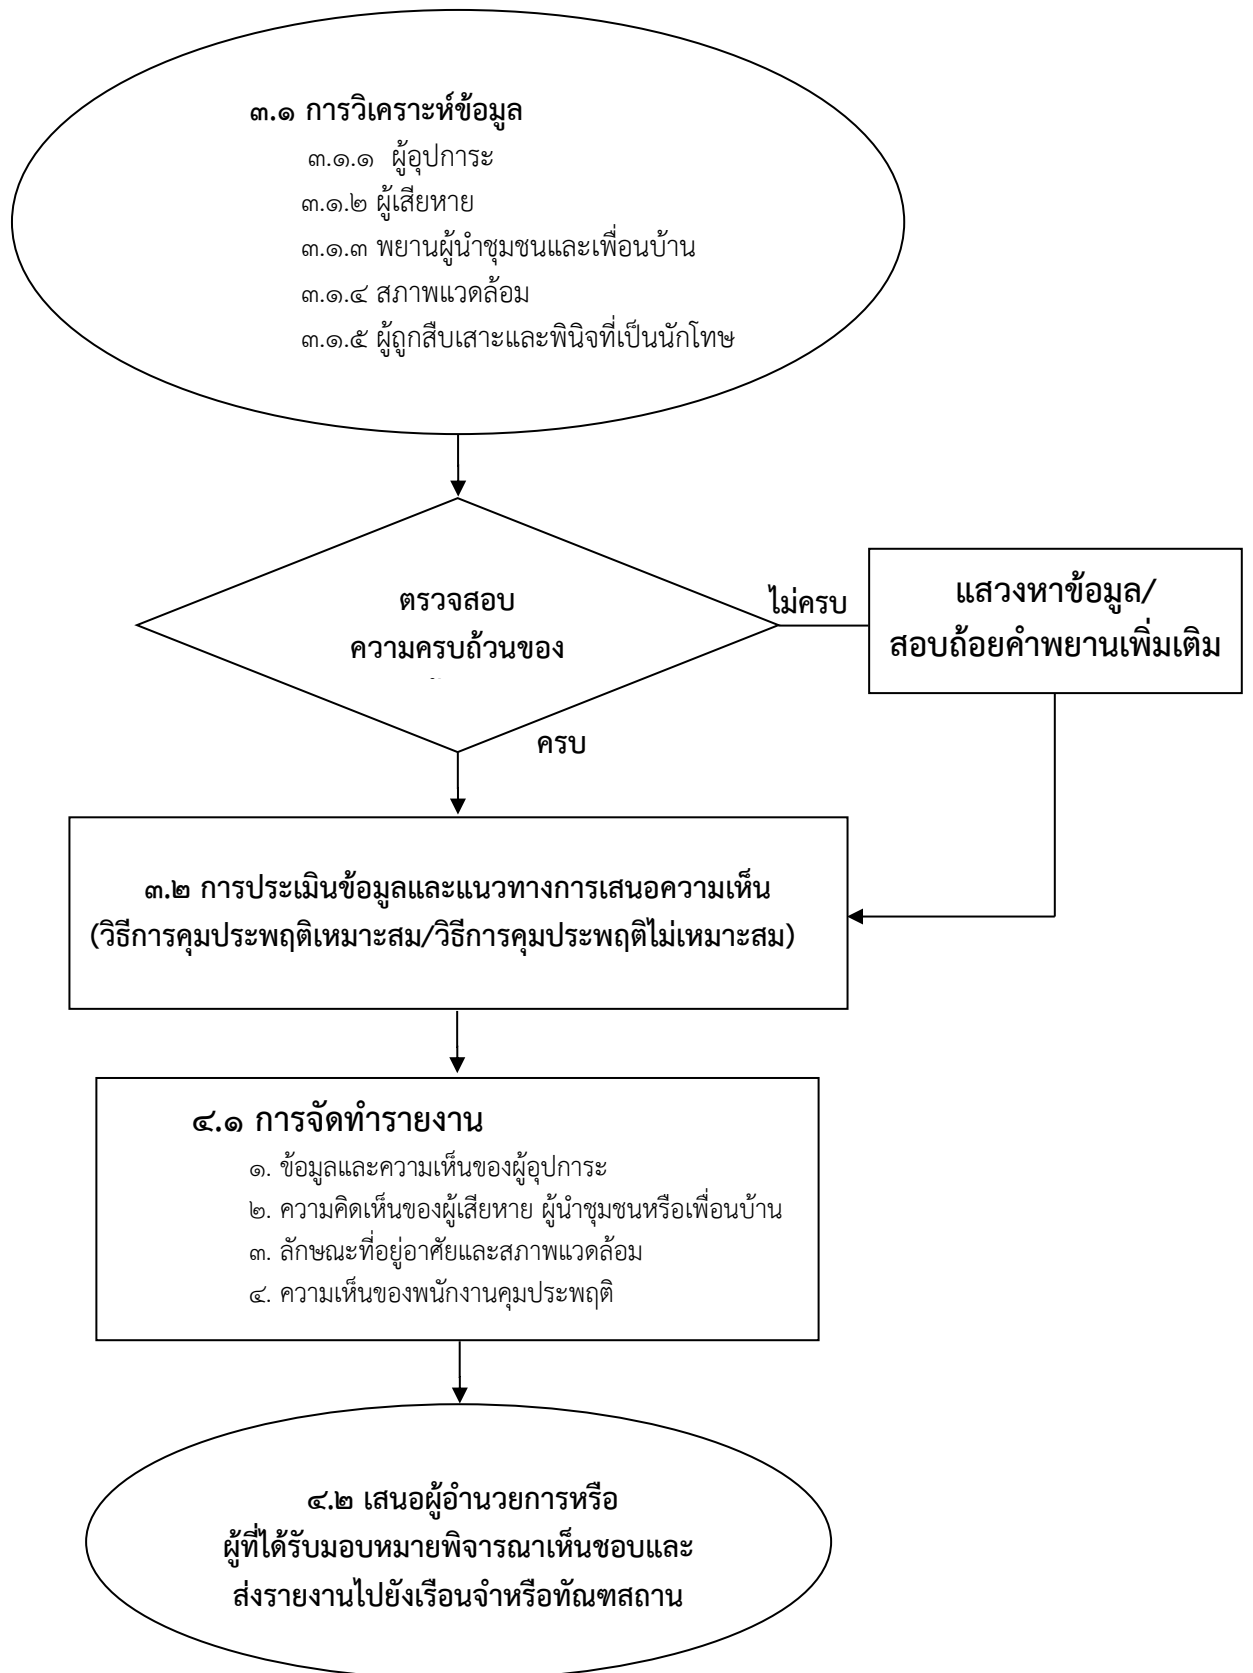 ๓.๑ การวิเคราะห์ข้อมูล
๓.๑.๑ ผู้อุปการะ
๓.๑.๒ ผู้เสียหาย
๓.๑.๓ พยานผู้นำชุมชนและเพื่อนบ้าน
๓.๑.๔ สภาพแวดล้อม
๓.๑.๕ ผู้ถูกสืบเสาะและพินิจที่เป็นนักโทษ
ตรวจสอบ
ความครบถ้วนของ
ไม่ครบ
แสวงหาข้อมูล/
สอบถ้อยคำพยานเพิ่มเติม
ครบ
๓.๒ การประเมินข้อมูลและแนวทางการเสนอความเห็น
(วิธีการคุมประพฤติเหมาะสม/วิธีการคุมประพฤติไม่เหมาะสม)
๔.๑ การจัดทำรายงาน
๑. ข้อมูลและความเห็นของผู้อุปการะ
๒. ความคิดเห็นของผู้เสียหาย ผู้นำชุมชนหรือเพื่อนบ้าน
๓. ลักษณะที่อยู่อาศัยและสภาพแวดล้อม
๔. ความเห็นของพนักงานคุมประพฤติ
๔.๒ เสนอผู้อำนวยการหรือ
ผู้ที่ได้รับมอบหมายพิจารณาเห็นชอบและ
ส่งรายงานไปยังเรือนจำหรือทัณฑสถาน